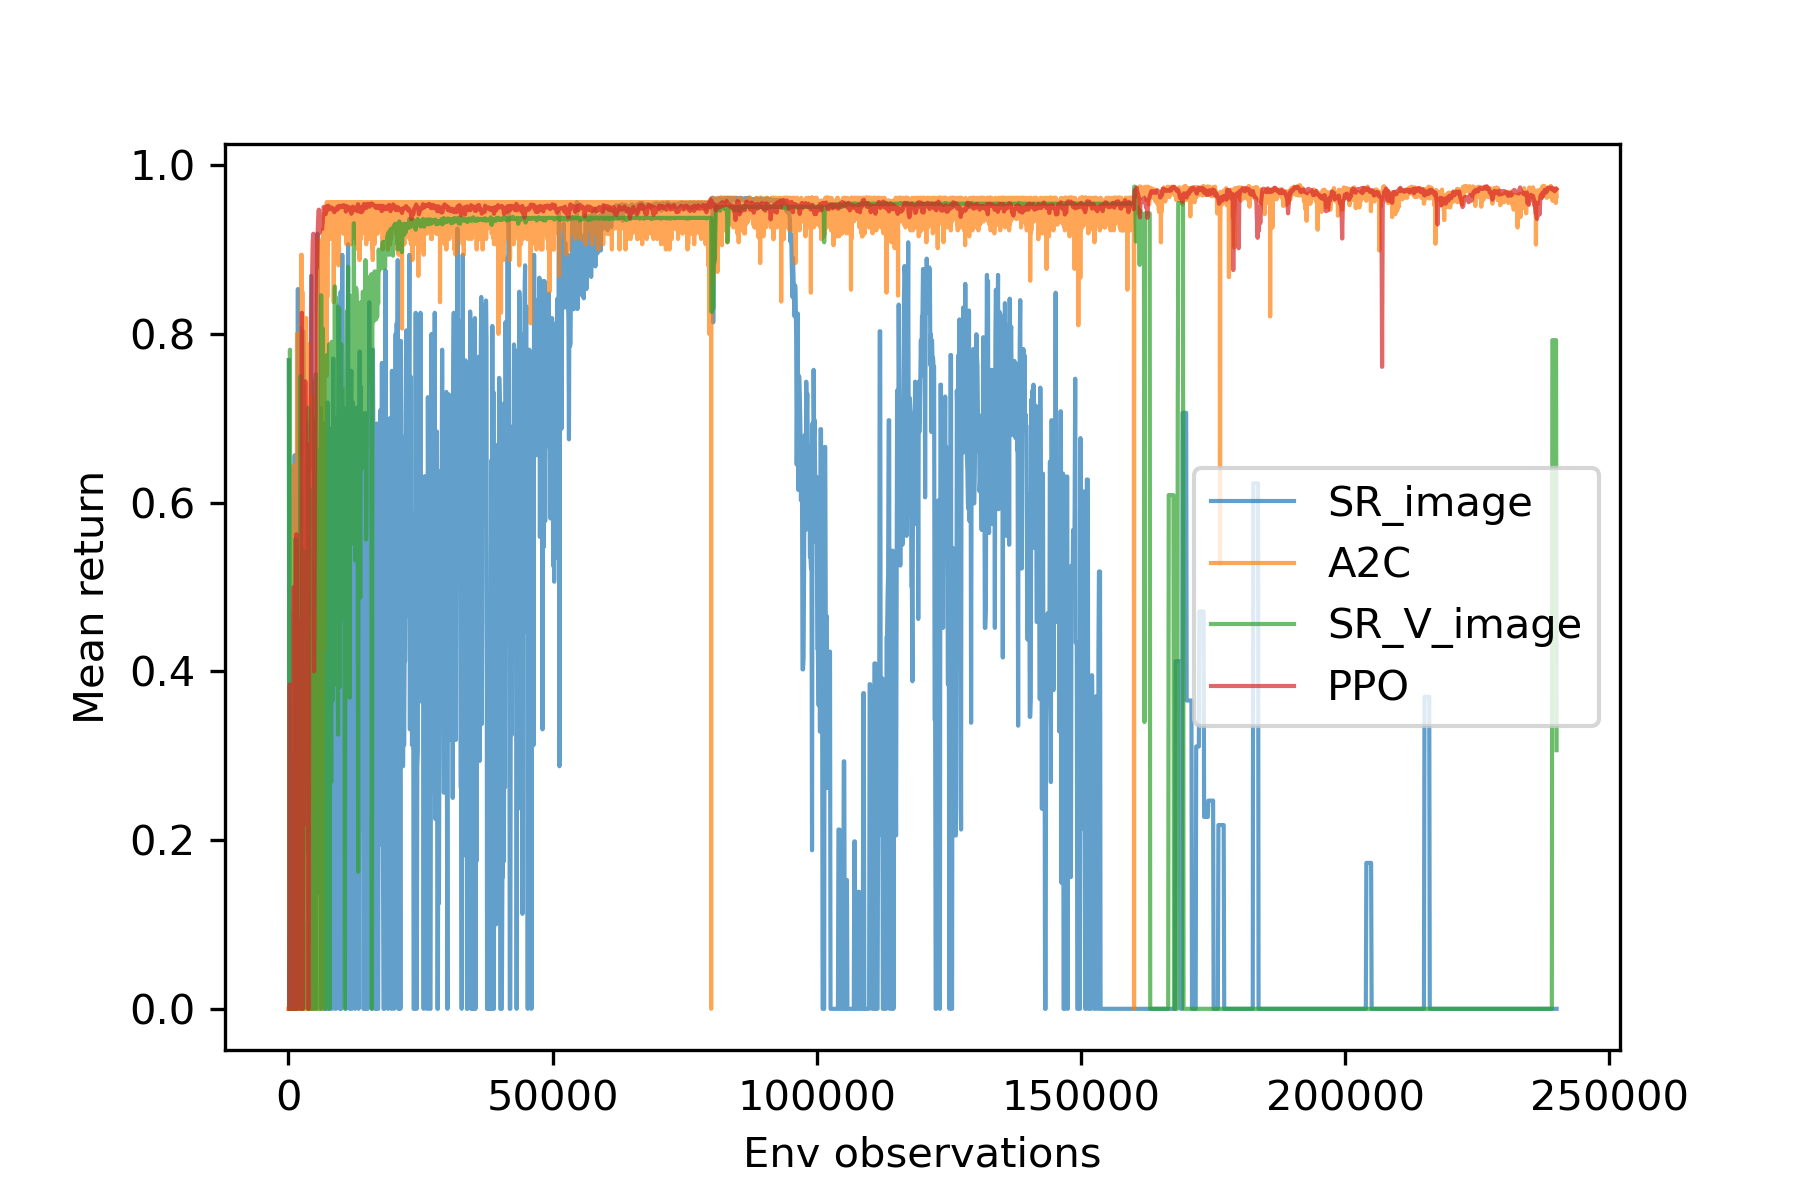 1.0
0.8
0.6
0.4
0.2
0.0
Mean return
SR_image
A2C
SR_V_image
PPO
0 50000 100000 150000 200000 250000
Env observations